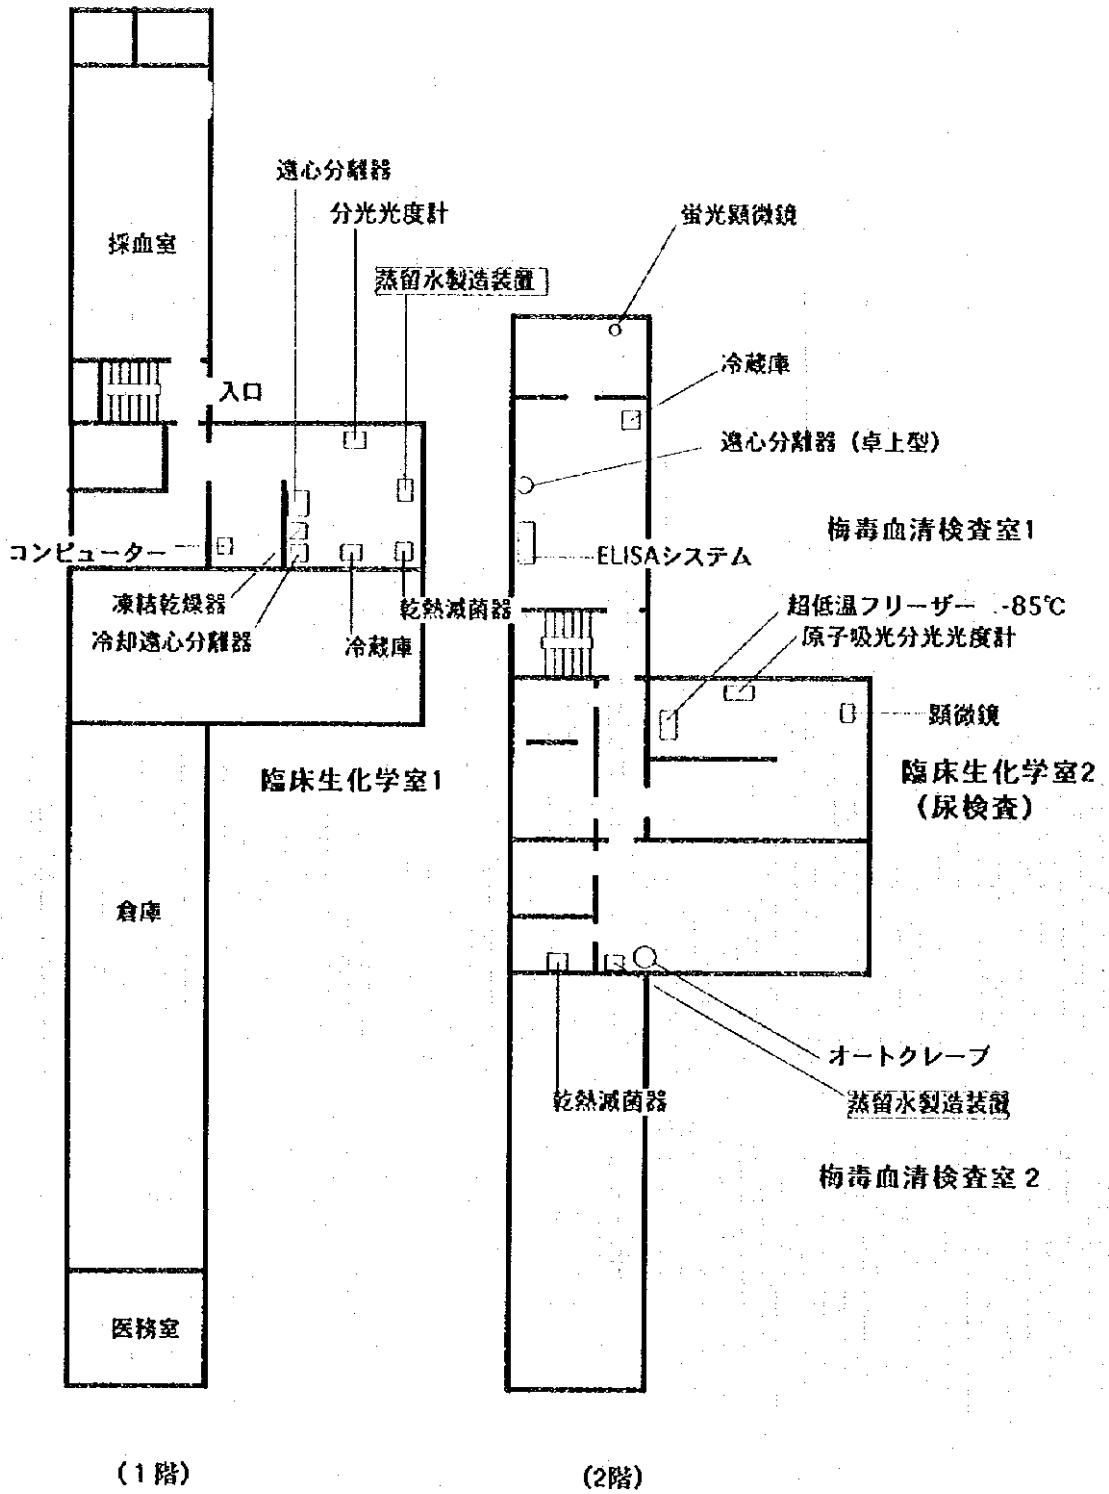 遠心分離器
分光光度計
採血室
蒸留水製造装置
入口
コンピューター
凍結乾燥器
冷却遠心分離器
冷蔵庫
乾熱滅菌器
臨床生化学室1
倉庫
医務室
(1階)
蛍光顕微鏡
冷蔵庫
遠心分離器(卓上型)
梅毒血清検査室1
ELISAシステム
超低温フリーザー -85℃
原子吸光分光光度計
顕微鏡
臨床生化学室2
(尿検査)
オートクレーブ
乾熱滅菌器
蒸留水製造装置
梅毒血清検査室2
(2階)